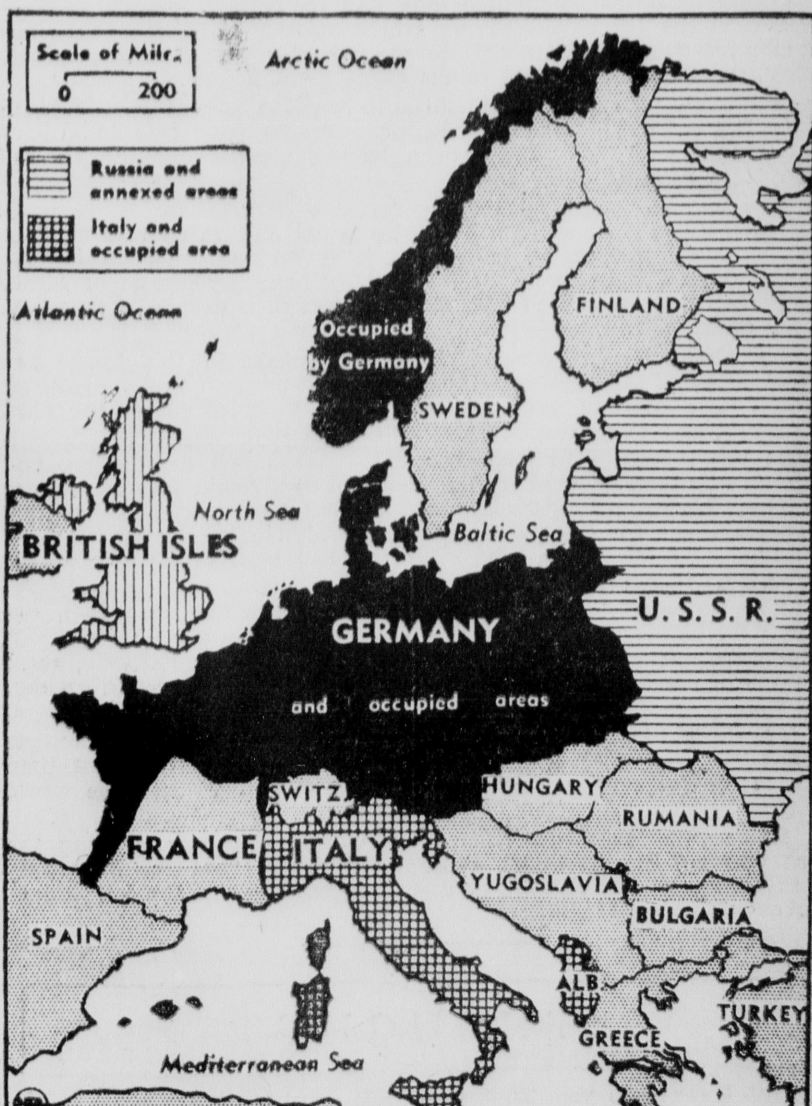 Scale of Mile
0 200
Arctic Ocean
Russia and
annexed areas
Italy and
occupied area
Atlantic Ocean
Occupied
by Germany
FINLAND
SWEDEN
North Sea
Baltic Sea
BRITISH ISLES
U. S. S. R.
GERMANY
and occupied areas
SWITZ.
HUNGARY
RUMANIA
FRANCE
ITALY
YUGOSLAVIA
BULGARIA
SPAIN
ALB.
TURKEY
GREECE
Mediterranean Sea